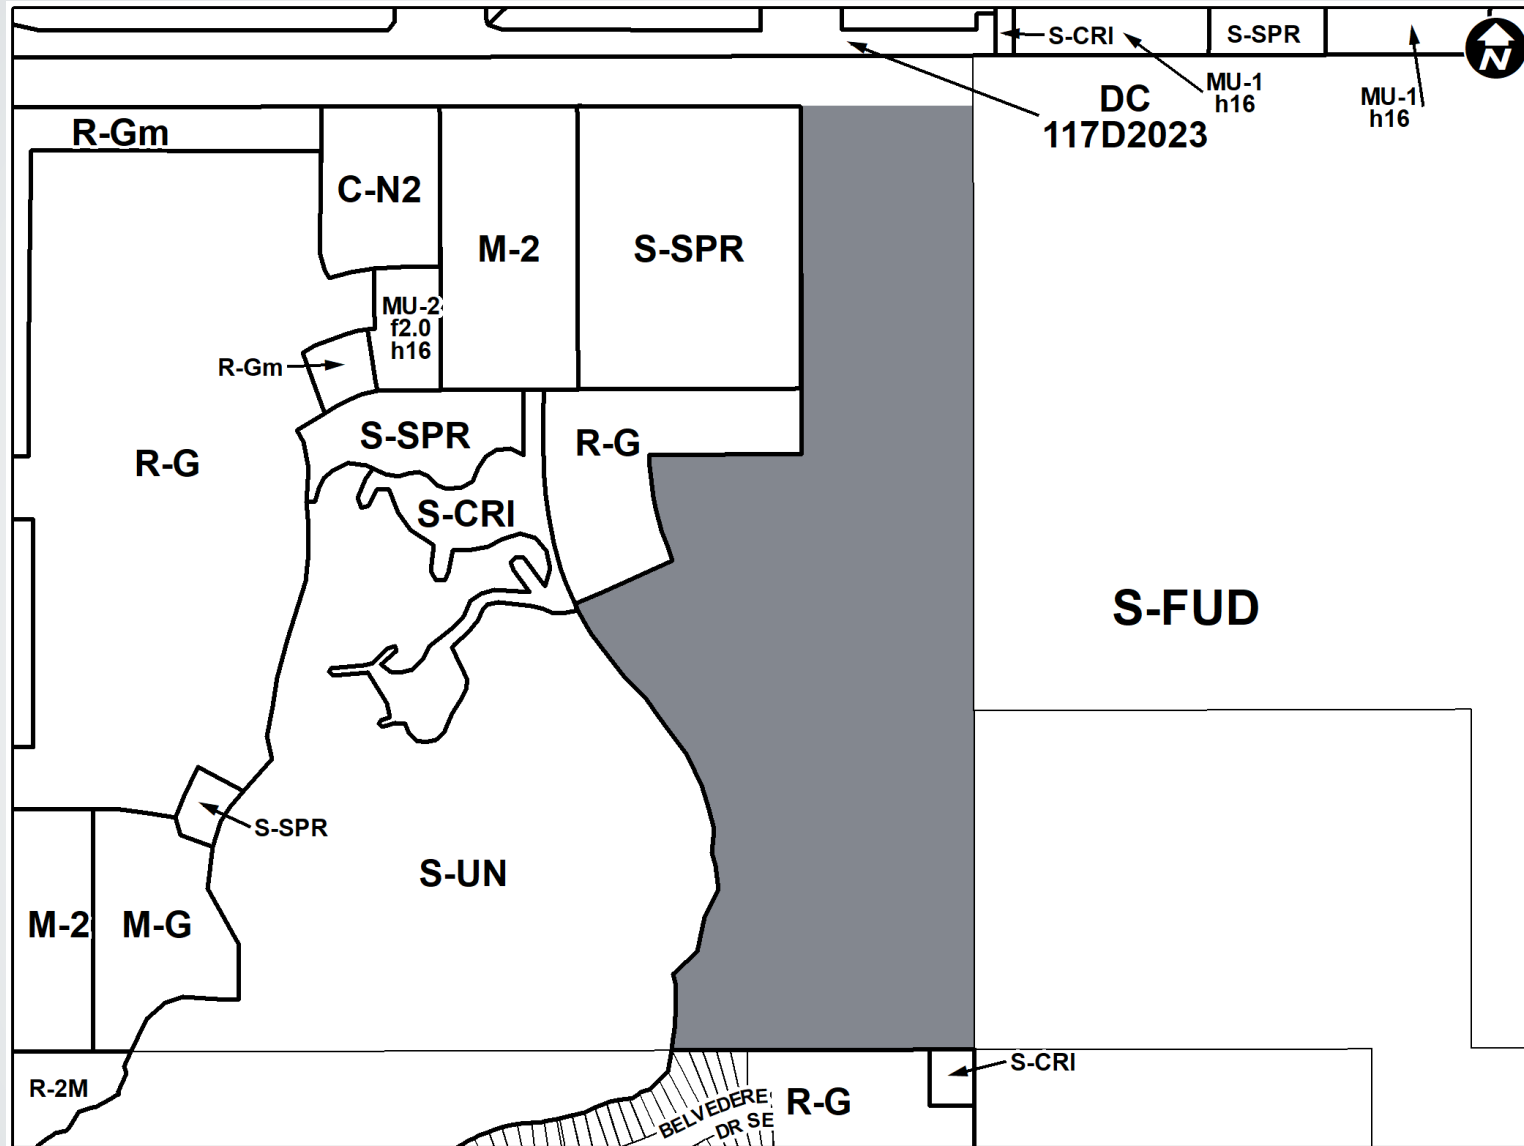 S-CRI
S-SPR
N
MU-1
h16
MU-1
h16
DC
117D2023
R-Gm
C-N2
M-2
S-SPR
MU-2
f2.0
h16
R-Gm
S-SPR
R-G
R-G
S-CRI
S-FUD
S-SPR
S-UN
M-2
M-G
S-CRI
R-2M
R-G
BELVEDERE
DR SE